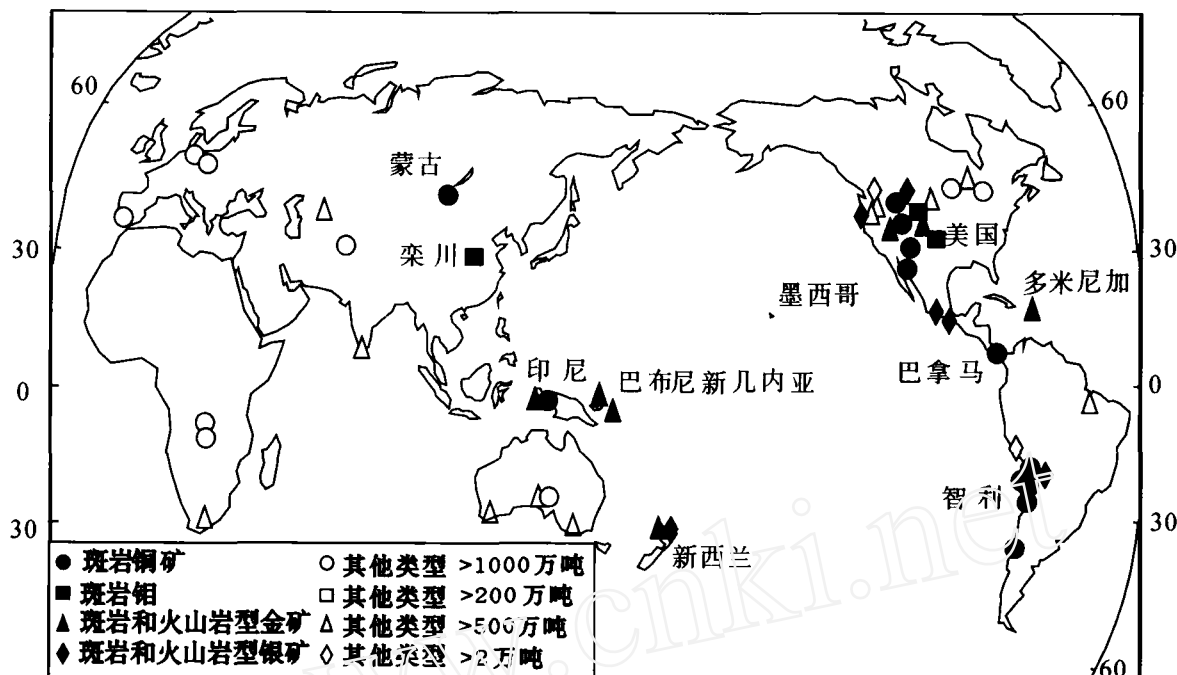 60
60
蒙古
30
栾川
美国
30
墨西哥
多米尼加
印尼
巴布尼新几内亚
巴拿马
0
0
智利
30
30
新西兰
斑岩铜矿
其他类型 >1000万吨
斑岩钼
其他类型 >200万吨
斑岩和火山岩型金矿
其他类型 >500万吨
斑岩和火山岩型银矿
其他类型 >2万吨
60
www.cnki.net